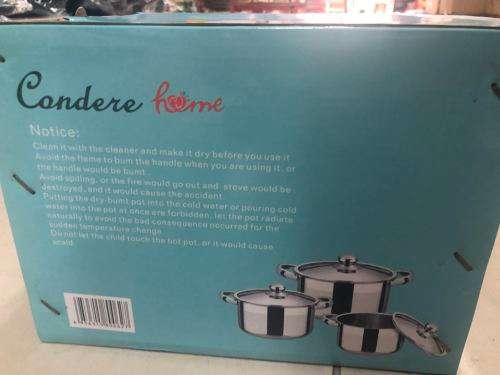 Condere home
Notice:
Clean it with the cleaner and make it dry before you use it
Avoid the fleme to bum the handle when you are using it, or
the handle would be bumt
Avoid spilling, or the fire would go out and steve would be
destroyed, and it would cause the accident
Putting the dry-bumt pot into the cold water or pouring cold
water into the pot at once are forbidden, let the pot radiate
naturally to avoid the bad consequence occurred for the
sudden temperature change
Do not let the child touch the hot pot, or it would cause
scald